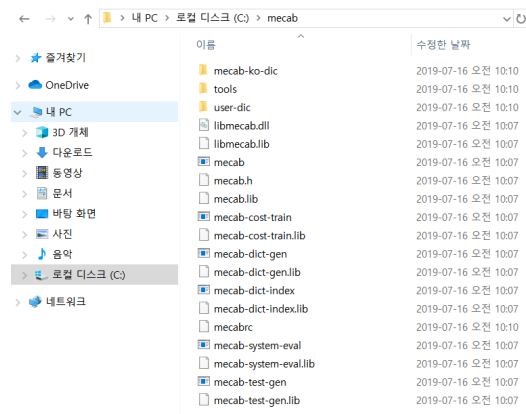 내 PC > 로컬 디스크 (C:) > mecab
이름 수정한 날짜
즐겨찾기
OneDrive
내 PC
3D 개체
다운로드
동영상
문서
바탕 화면
사진
음악
로컬 디스크 (C:)
네트워크
mecab-ko-dic 2019-07-16 오전 10:10
tools 2019-07-16 오전 10:10
user-dic 2019-07-16 오전 10:10
libmecab.dll 2019-07-16 오전 10:07
libmecab.lib 2019-07-16 오전 10:07
mecab 2019-07-16 오전 10:07
mecab.h 2019-07-16 오전 10:07
mecab.lib 2019-07-16 오전 10:07
mecab-cost-train 2019-07-16 오전 10:07
mecab-cost-train.lib 2019-07-16 오전 10:07
mecab-dict-gen 2019-07-16 오전 10:07
mecab-dict-gen.lib 2019-07-16 오전 10:07
mecab-dict-index 2019-07-16 오전 10:07
mecab-dict-index.lib 2019-07-16 오전 10:07
mecabrc 2019-07-16 오전 10:10
mecab-system-eval 2019-07-16 오전 10:07
mecab-system-eval.lib 2019-07-16 오전 10:07
mecab-test-gen 2019-07-16 오전 10:07
mecab-test-gen.lib 2019-07-16 오전 10:07